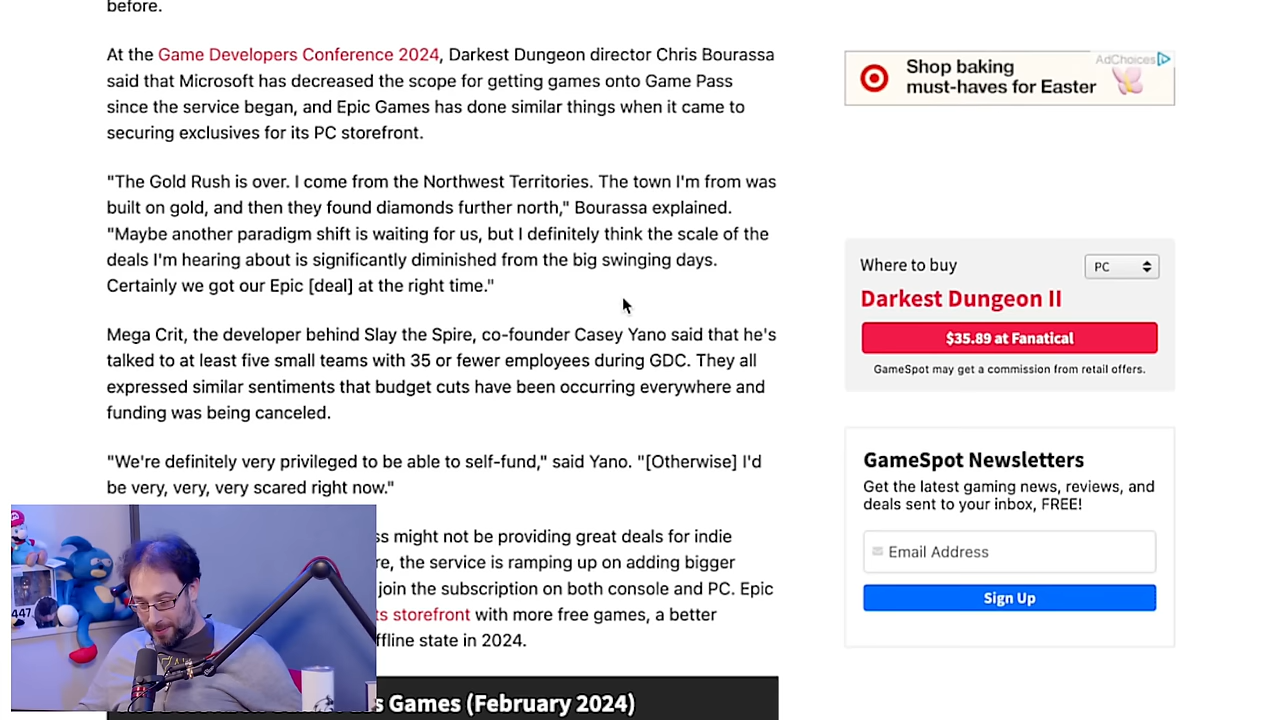 before.
At the Game Developers Conference 2024, Darkest Dungeon director Chris Bourassa
said that Microsoft has decreased the scope for getting games onto Game Pass
since the service began, and Epic Games has done similar things when it came to
securing exclusives for its PC storefront.
"The Gold Rush is over. I come from the Northwest Territories. The town I'm from was
built on gold, and then they found diamonds further north," Bourassa explained.
"Maybe another paradigm shift is waiting for us, but I definitely think the scale of the
deals I'm hearing about is significantly diminished from the big swinging days.
Certainly we got our Epic [deal] at the right time."
Mega Crit, the developer behind Slay the Spire, co-founder Casey Yano said that he's
talked to at least five small teams with 35 or fewer employees during GDC. They all
expressed similar sentiments that budget cuts have been occurring everywhere and
funding was being canceled.
"We're definitely very privileged to be able to self-fund," said Yano. "[Otherwise] I'd
be very, very, very scared right now."
might not be providing great deals for indie
the service is ramping up on adding bigger
join the subscription on both console and PC. Epic
storefront with more free games, a better
state in 2024.
Games (February 2024)
AdChoices
Shop baking
must-haves for Easter
Where to buy
PC
Darkest Dungeon II
$35.89 at Fanatical
GameSpot may get a commission from retail offers.
GameSpot Newsletters
Get the latest gaming news, reviews, and
deals sent to your inbox, FREE!
Email Address
Sign Up
447